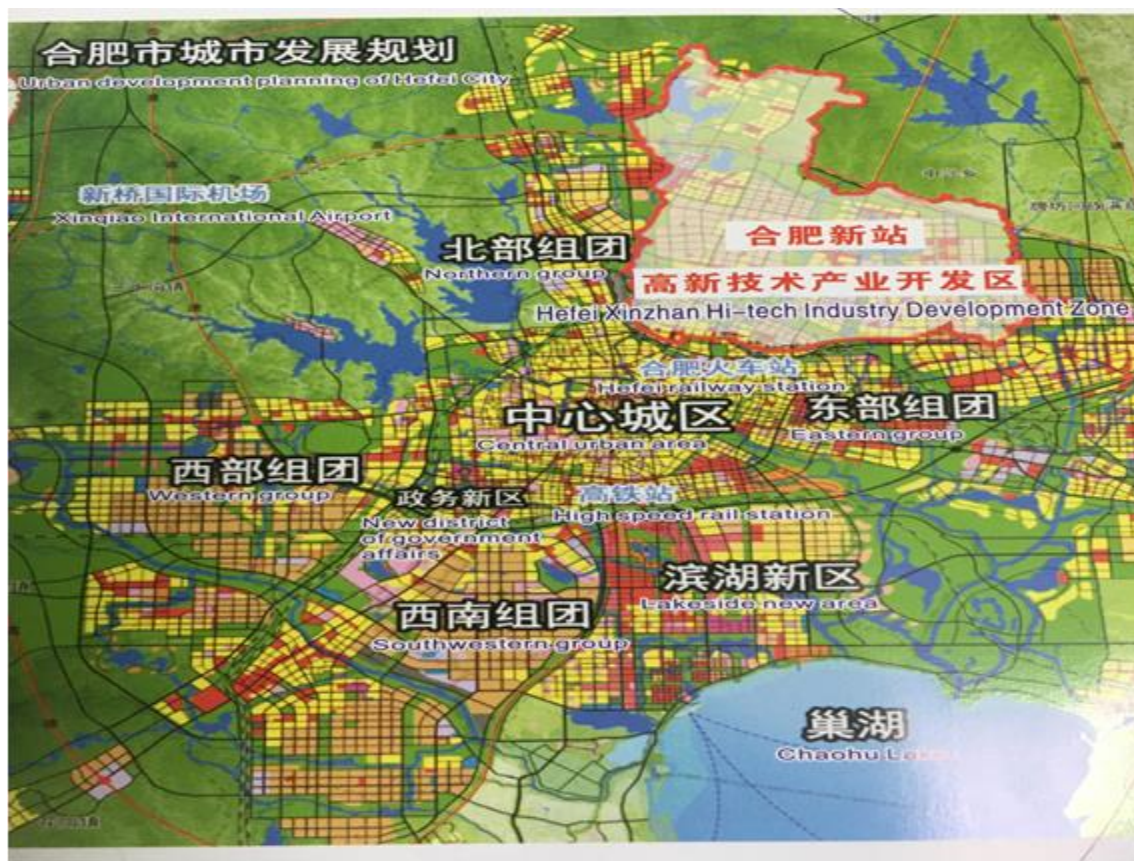 合肥市城市发展规划
Urban development planning of Hefei City
新桥国际机场
Xinqiao International Airport
北部组团
Northern group
合肥新站
高新技术产业开发区
Hefei Xinzhan Hi-tech Industry Development Zone
合肥火车站
Hefei railway station
中心城区
Central urban area
东部组团
Eastern group
西部组团
Western group
政务新区
New district
of government
affairs
高铁站
High speed rail station
滨湖新区
Lakeside new area
西南组团
Southwestern group
巢湖
Chaohu Lake